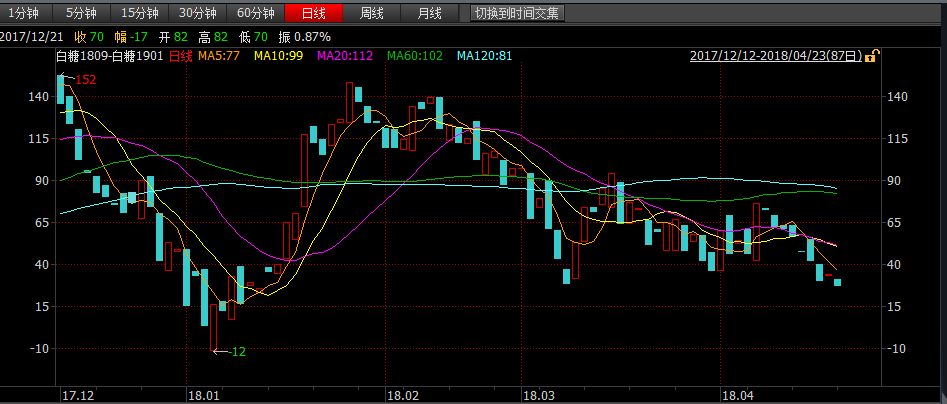 1分钟 5分钟 15分钟 30分钟 60分钟 日线 周线 月线 切换到时间交集
2017/12/21 收 70 幅 -17 开 82 高 82 低 70 振 0.87%
白糖1809-白糖1901 日线 MA5:77 MA10:99 MA20:112 MA60:102 MA120:81 2017/12/12-2018/04/23(87日)
152
140 140
115 115
90 90
65 65
40 40
15 15
-12
-10 -10
17.12 18.01 18.02 18.03 18.04